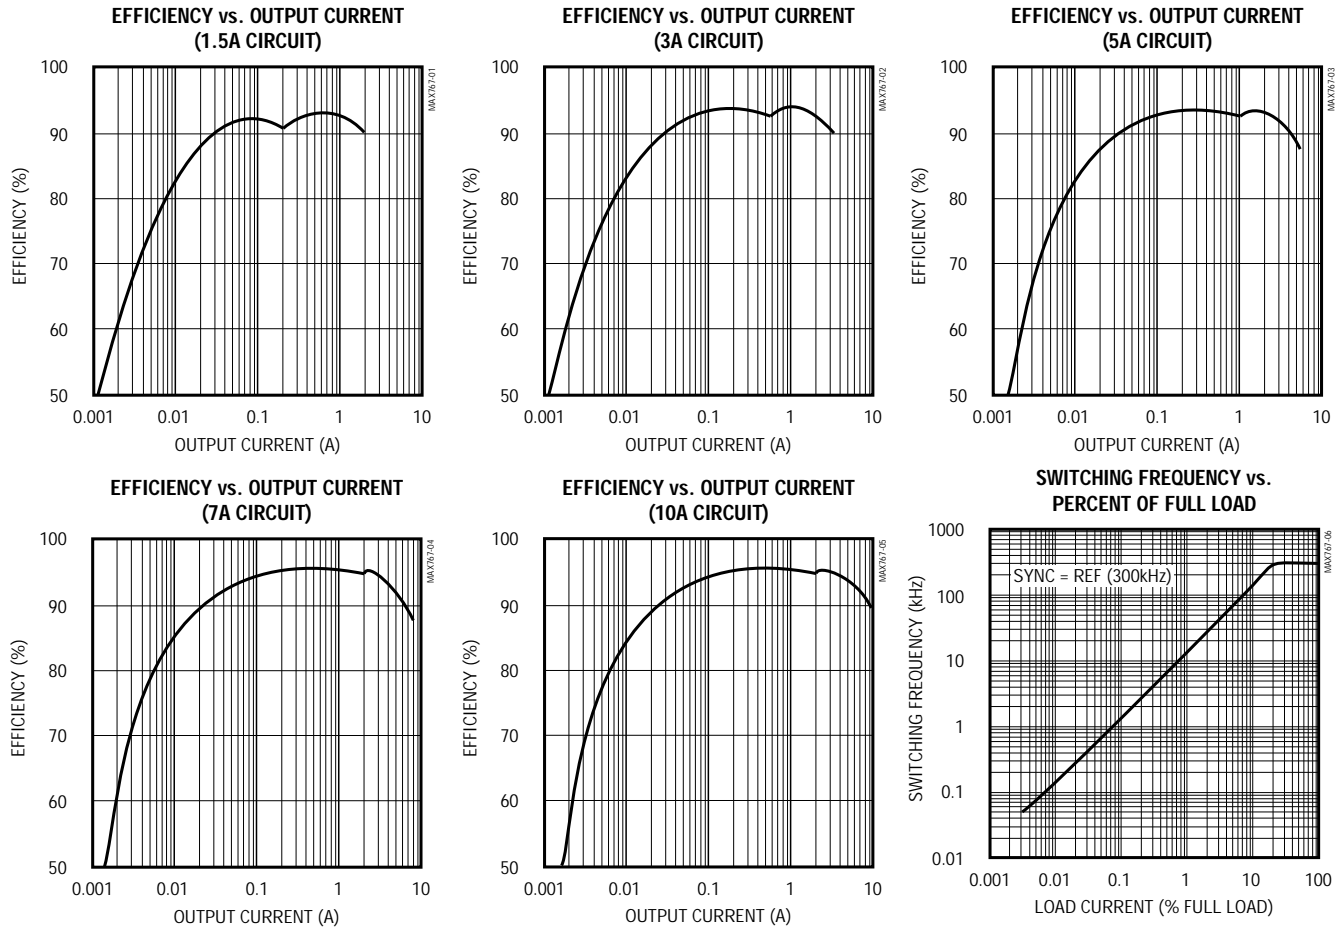 EFFICIENCY vs. OUTPUT CURRENT
(1.5A CIRCUIT)
MAX767-01
EFFICIENCY (%)
100
90
80
70
60
50
0.001 0.01 0.1 1 10
OUTPUT CURRENT (A)
EFFICIENCY vs. OUTPUT CURRENT
(3A CIRCUIT)
MAX767-02
EFFICIENCY (%)
100
90
80
70
60
50
0.001 0.01 0.1 1 10
OUTPUT CURRENT (A)
EFFICIENCY vs. OUTPUT CURRENT
(5A CIRCUIT)
MAX767-03
EFFICIENCY (%)
100
90
80
70
60
50
0.001 0.01 0.1 1 10
OUTPUT CURRENT (A)
EFFICIENCY vs. OUTPUT CURRENT
(7A CIRCUIT)
MAX767-04
EFFICIENCY (%)
100
90
80
70
60
50
0.001 0.01 0.1 1 10
OUTPUT CURRENT (A)
EFFICIENCY vs. OUTPUT CURRENT
(10A CIRCUIT)
MAX767-05
EFFICIENCY (%)
100
90
80
70
60
50
0.001 0.01 0.1 1 10
OUTPUT CURRENT (A)
SWITCHING FREQUENCY vs.
PERCENT OF FULL LOAD
MAX767-06
SWITCHING FREQUENCY (kHz)
1000
SYNC = REF (300kHz)
100
10
1
0.1
0.01
0.001 0.01 0.1 1 10 100
LOAD CURRENT (% FULL LOAD)